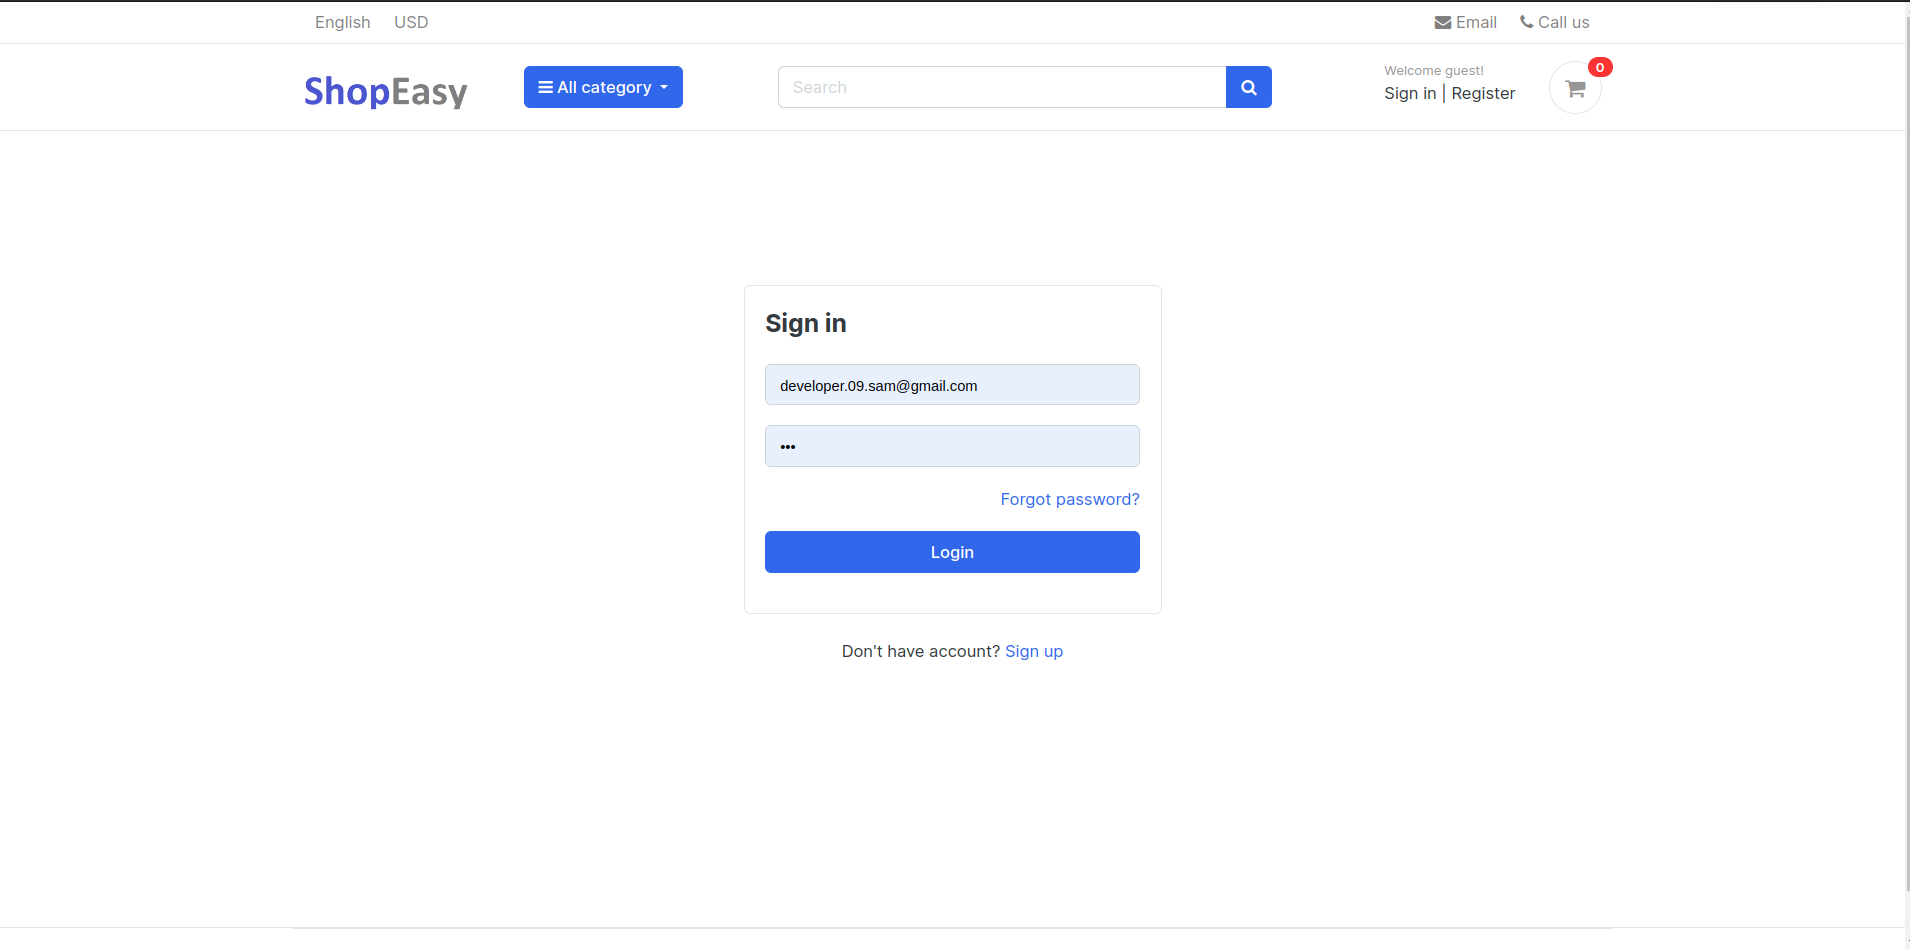 English USD Email Call us
ShopEasy All category Search Welcome guest! 0
Sign in | Register
Sign in
developer.09.sam@gmail.com
•••
Forgot password?
Login
Don't have account? Sign up